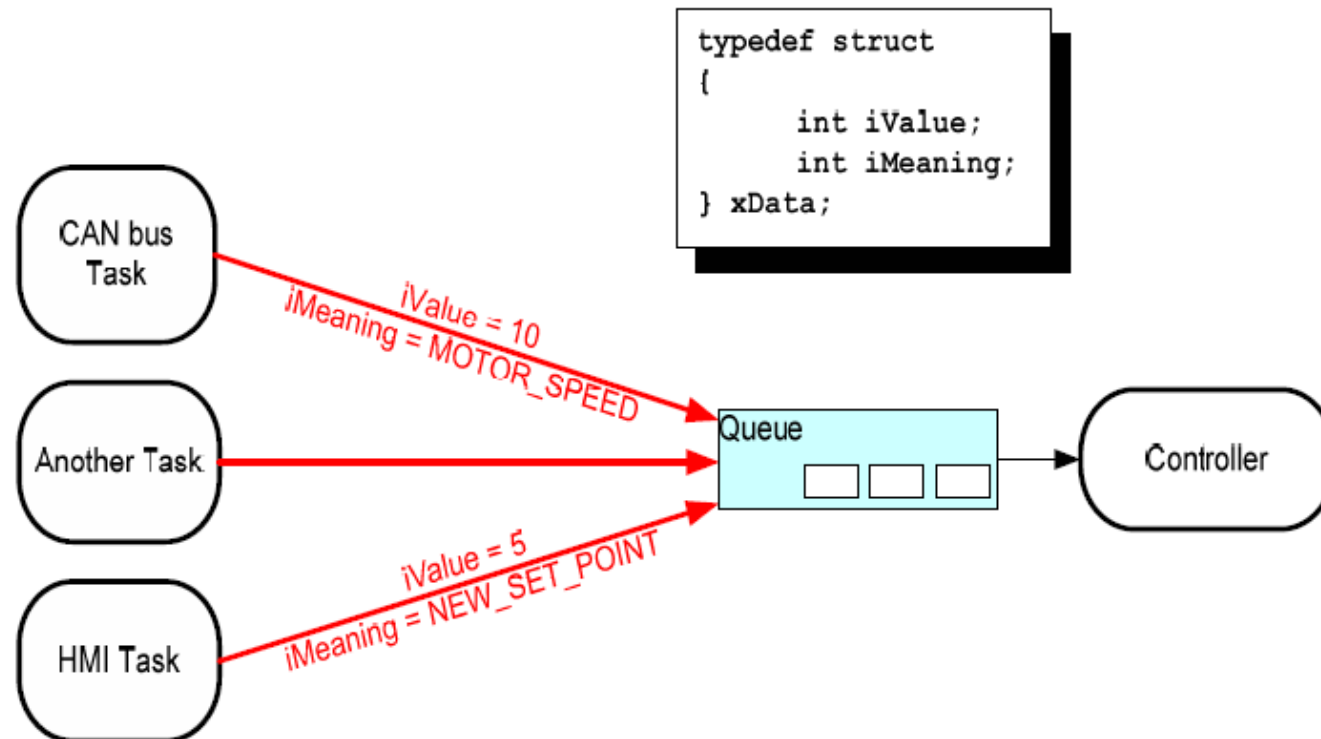 typedef struct
{
int iValue;
int iMeaning;
} xData;
CAN bus
Task
iValue = 10
iMeaning = MOTOR_SPEED
Another Task
Queue
Controller
iValue = 5
iMeaning = NEW_SET_POINT
HMI Task